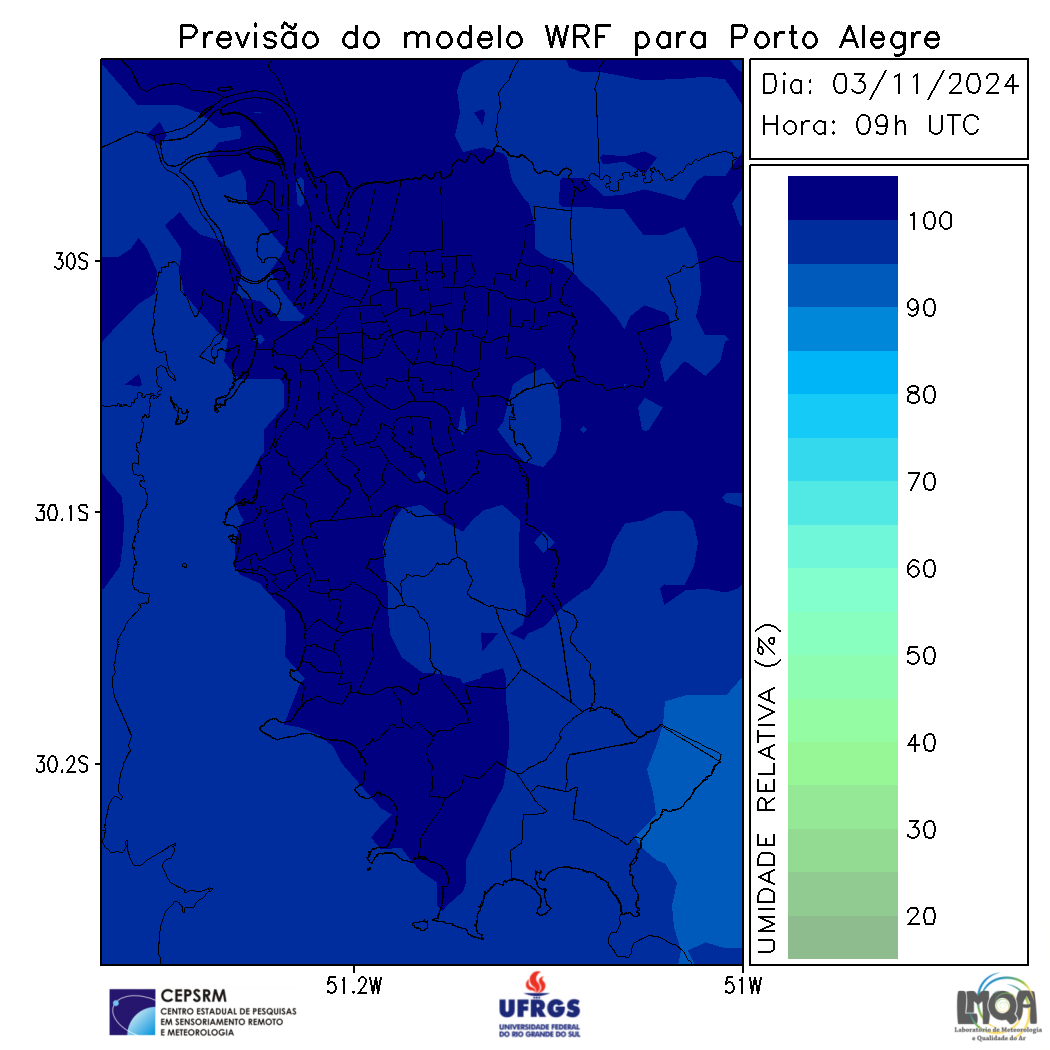 Previsão do modelo WRF para Porto Alegre
Dia: 03/11/2024
Hora: 09h UTC
30S
30.1S
30.2S
51.2W
51W
UMIDADE RELATIVA (%)
100
90
80
70
60
50
40
30
20
CEPSRM
CENTRO ESTADUAL DE PESQUISAS
EM SENSORIAMENTO REMOTO
E METEOROLOGIA
UFRGS
UNIVERSIDADE FEDERAL
DO RIO GRANDE DO SUL
LMQA
Laboratório de Meteorologia
e Qualidade do Ar